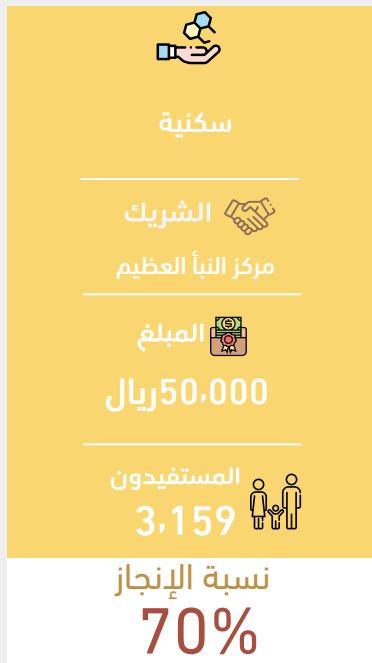 سكنية
الشريك
مركز النبأ العظيم
المبلغ
50،000ريال
المستفيدون
3،159
نسبة الإنجاز
70%